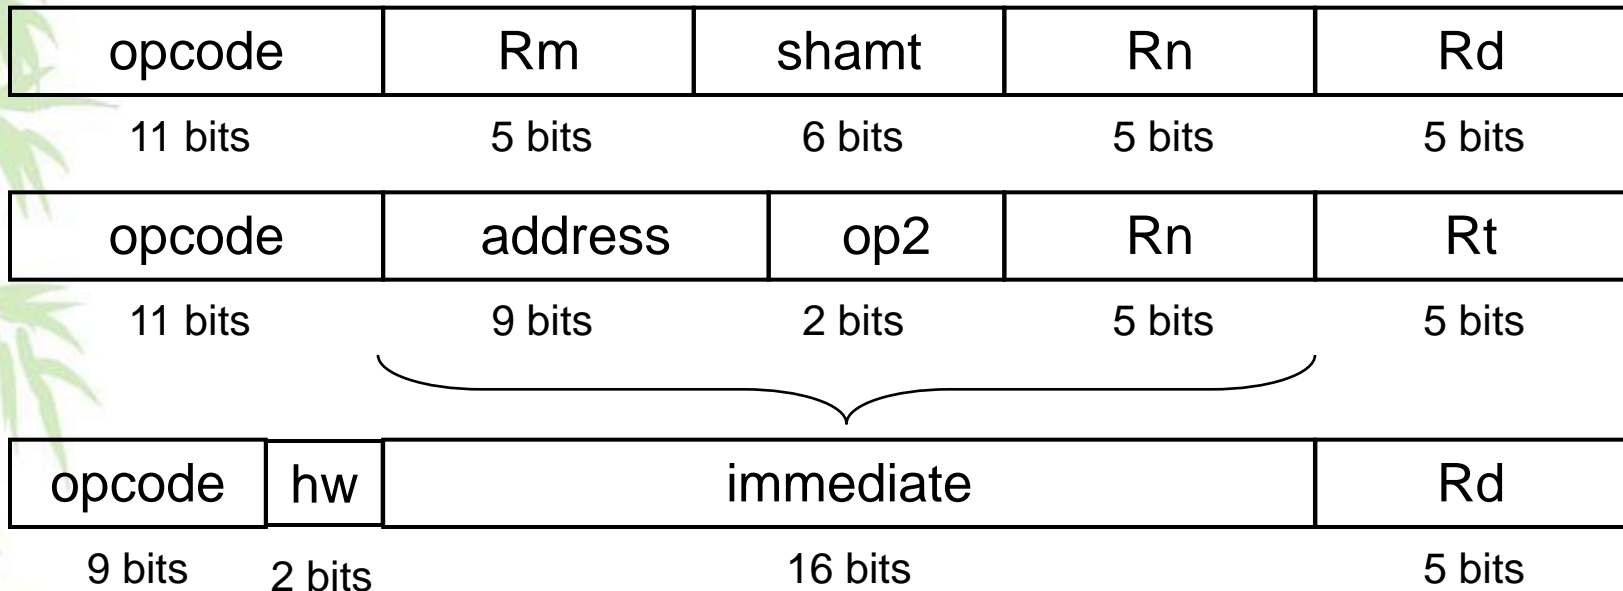 opcode Rm shamt Rn Rd
11 bits 5 bits 6 bits 5 bits 5 bits
opcode address op2 Rn Rt
11 bits 9 bits 2 bits 5 bits 5 bits
opcode hw immediate Rd
9 bits 2 bits 16 bits 5 bits